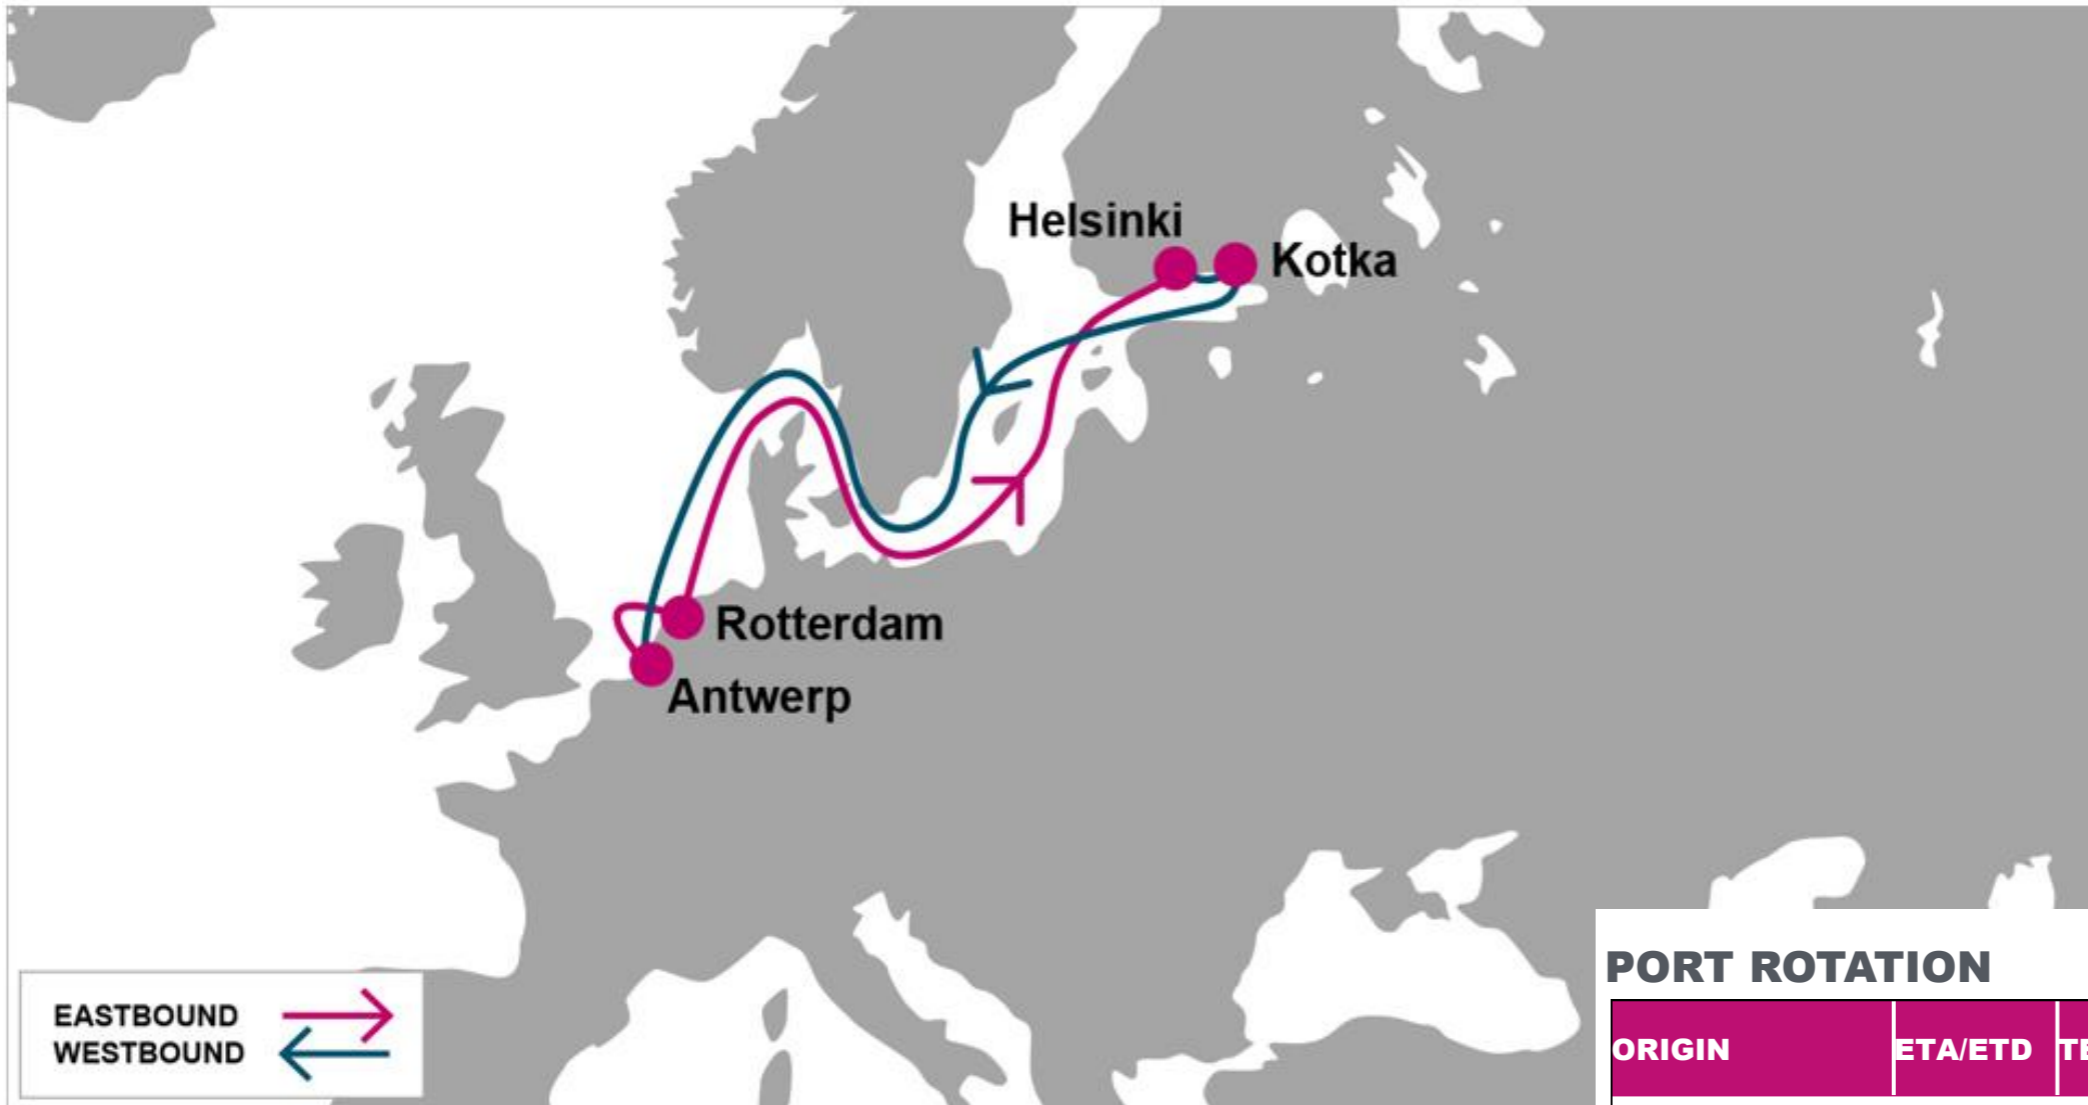 Helsinki
Kotka
Rotterdam
Antwerp
EASTBOUND
WESTBOUND
PORT ROTATION
ORIGIN ETA/ETD